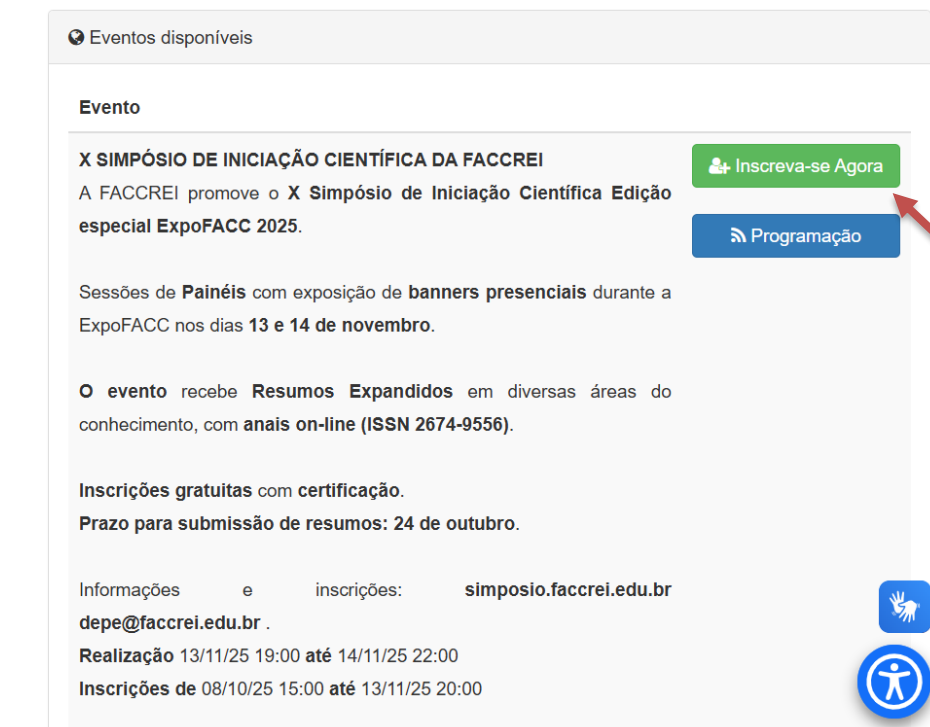 Eventos disponíveis
Evento
X SIMPÓSIO DE INICIAÇÃO CIENTÍFICA DA FACCREI
A FACCREI promove o X Simpósio de Iniciação Científica Edição
especial ExpoFACC 2025.
Inscreva-se Agora
Programação
Sessões de Painéis com exposição de banners presenciais durante a
ExpoFACC nos dias 13 e 14 de novembro.
O evento recebe Resumos Expandidos em diversas áreas do
conhecimento, com anais on-line (ISSN 2674-9556).
Inscrições gratuitas com certificação.
Prazo para submissão de resumos: 24 de outubro.
Informações e inscrições: simposio.faccrei.edu.br
depe@faccrei.edu.br .
Realização 13/11/25 19:00 até 14/11/25 22:00
Inscrições de 08/10/25 15:00 até 13/11/25 20:00